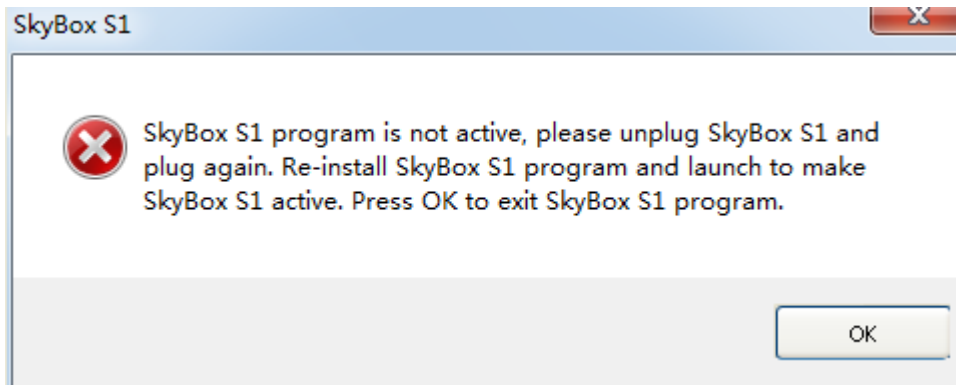 SkyBox S1
SkyBox S1 program is not active, please unplug SkyBox S1 and
plug again. Re-install SkyBox S1 program and launch to make
SkyBox S1 active. Press OK to exit SkyBox S1 program.
OK